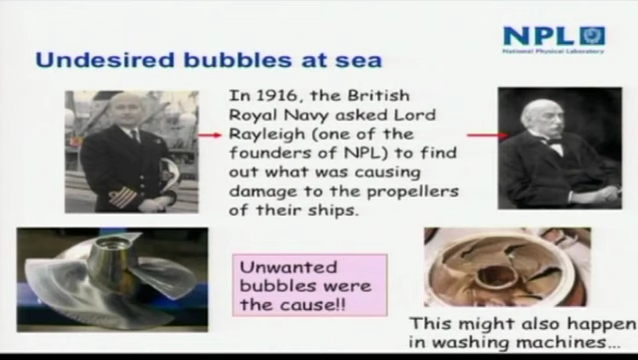 NPL
National Physical Laboratory
Undesired bubbles at sea
In 1916, the British
Royal Navy asked Lord
Rayleigh (one of the
founders of NPL) to find
out what was causing
damage to the propellers
of their ships.
Unwanted
bubbles were
the cause!!
This might also happen
in washing machines...